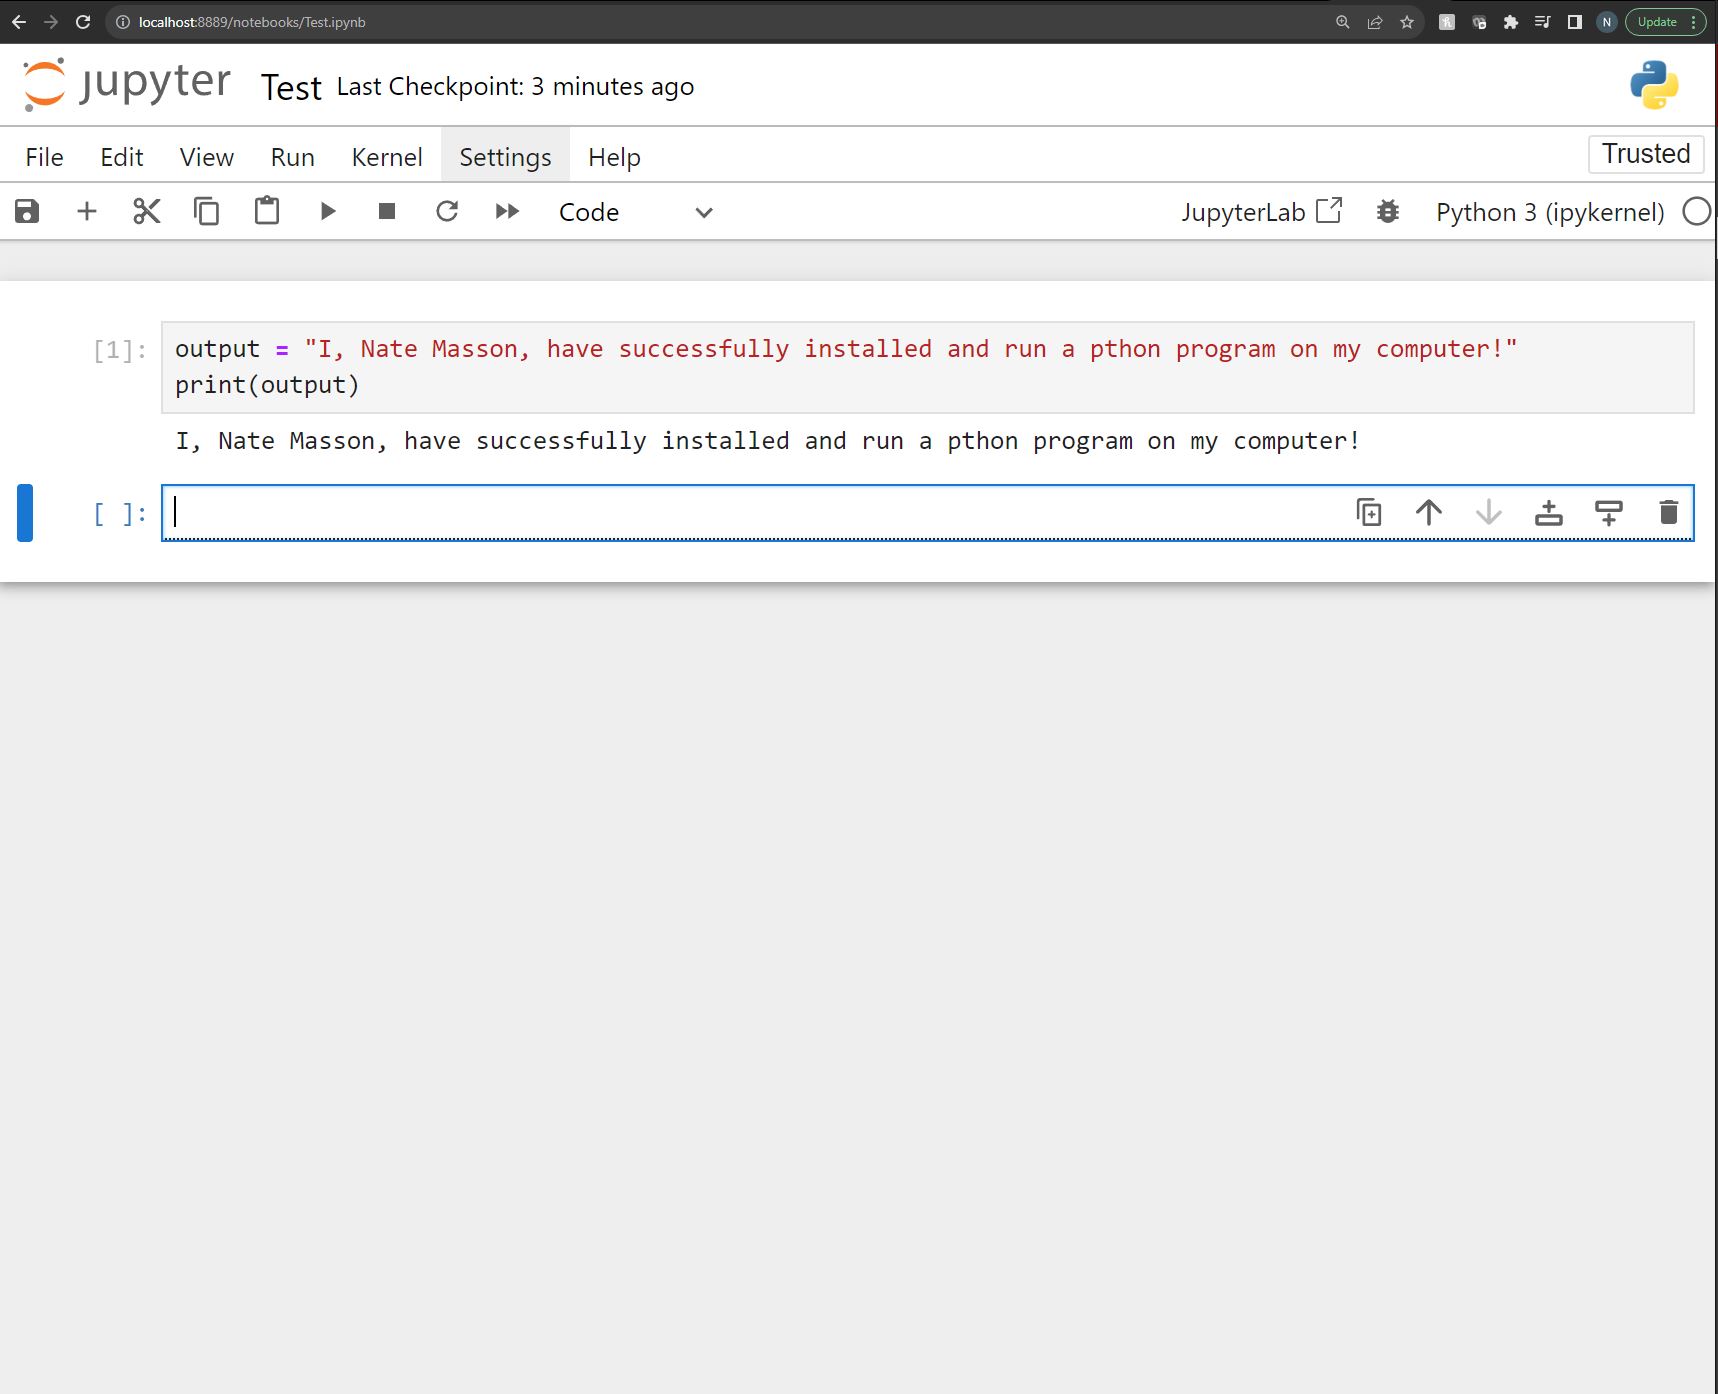 localhost:8889/notebooks/Test.ipynb
N
Update
jupyter Test Last Checkpoint: 3 minutes ago
File Edit View Run Kernel Settings Help Trusted
Code JupyterLab Python 3 (ipykernel)
[1]: output = "I, Nate Masson, have successfully installed and run a pthon program on my computer!"
print(output)
I, Nate Masson, have successfully installed and run a pthon program on my computer!
[ ]: